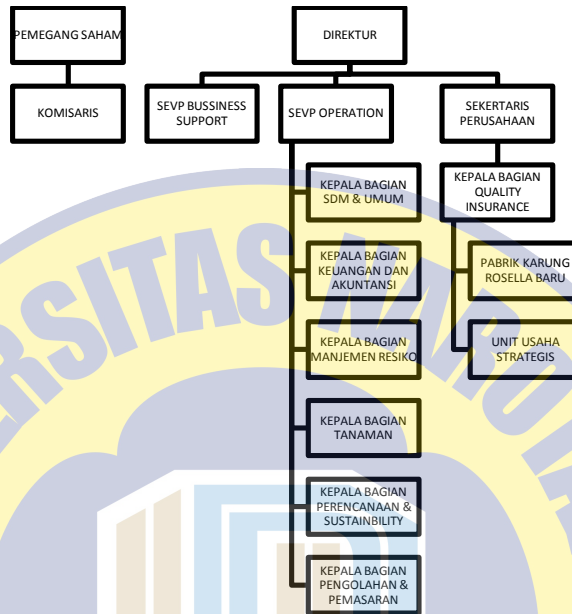 PEMEGANG SAHAM
DIREKTUR
KOMISARIS
SEVP BUSSINESS
SUPPORT
SEVP OPERATION
SEKERTARIS
PERUSAHAAN
KEPALA BAGIAN
SDM & UMUM
KEPALA BAGIAN
KEUANGAN DAN
AKUNTANSI
KEPALA BAGIAN
MANJEMEN RESIKO
KEPALA BAGIAN
TANAMAN
KEPALA BAGIAN
PERENCANAAN &
SUSTAINBILITY
KEPALA BAGIAN
PENGOLAHAN &
PEMASARAN
KEPALA BAGIAN
QUALITY
INSURANCE
PABRIK KARUNG
ROSELLA BARU
UNIT USAHA
STRATEGIS